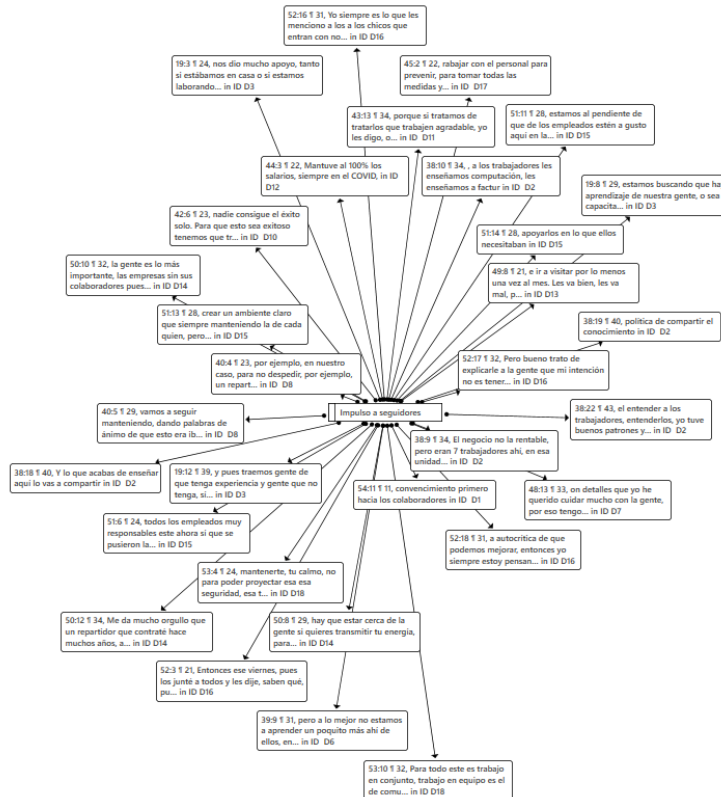 52:16 ¶ 31, Yo siempre es lo que les
menciono a los a los chicos que
entran con no... in ID D16
19:3 ¶ 24, nos dio mucho apoyo, tanto
si estábamos en casa o si estamos
laborando... in ID D3
45:2 ¶ 22, rabajar con el personal para
prevenir, para tomar todas las
medidas y... in ID D17
43:13 ¶ 34, porque si tratamos de
tratarlos que trabajen agradable, yo
les digo, o... in ID D11
51:11 ¶ 28, estamos al pendiente de
que de los empleados estén a gusto
aquí en la... in ID D15
44:3 ¶ 22, Mantuve al 100% los
salarios, siempre en el COVID, in ID
D12
38:10 ¶ 34, , a los trabajadores les
enseñamos computación, les
enseñamos a factur in ID D2
19:8 ¶ 29, estamos buscando que ha
aprendizaje de nuestra gente, o sea
capacita... in ID D3
42:6 ¶ 23, nadie consigue el éxito
solo. Para que esto sea exitoso
tenemos que tr... in ID D10
51:14 ¶ 28, apoyarlos en lo que ellos
necesitaban in ID D15
50:10 ¶ 32, la gente es lo más
importante, las empresas sin sus
colaboradores pues... in ID D14
49:8 ¶ 21, e ir a visitar por lo menos
una vez al mes. Les va bien, les va
mal, p... in ID D13
51:13 ¶ 28, crear un ambiente claro
que siempre manteniendo la de cada
quien, pero... in ID D15
38:19 ¶ 40, política de compartir el
conocimiento in ID D2
40:4 ¶ 23, por ejemplo, en nuestro
caso, para no despedir, por ejemplo,
un repart... in ID D8
52:17 ¶ 32, Pero bueno trato de
explicarle a la gente que mi intención
no es tener... in ID D16
40:5 ¶ 29, vamos a seguir
manteniendo, dando palabras de
ánimo de que esto era ib... in ID D8
Impulso a seguidores
38:22 ¶ 43, el entender a los
trabajadores, entenderlos, yo tuve
buenos patrones y... in ID D2
38:9 ¶ 34, El negocio no la rentable,
pero eran 7 trabajadores ahí, en esa
unidad... in ID D2
38:18 ¶ 40, Y lo que acabas de enseñar
aquí lo vas a compartir in ID D2
19:12 ¶ 39, y pues traemos gente de
que tenga experiencia y gente que no
tenga, si... in ID D3
54:11 ¶ 11, convencimiento primero
hacia los colaboradores in ID D1
48:13 ¶ 33, on detalles que yo he
querido cuidar mucho con la gente,
por eso tengo... in ID D7
51:6 ¶ 24, todos los empleados muy
responsables este ahora si que se
pusieron la... in ID D15
52:18 ¶ 31, a autocritica de que
podemos mejorar, entonces yo
siempre estoy pensan... in ID D16
53:4 ¶ 24, mantenerte, tu calmo, no
para poder proyectar esa esa
seguridad, esa t... in ID D18
50:12 ¶ 34, Me da mucho orgullo que
un repartidor que contraté hace
muchos años, a... in ID D14
50:8 ¶ 29, hay que estar cerca de la
gente si quieres transmitir tu energía,
para... in ID D14
52:3 ¶ 21, Entonces ese viernes, pues
los junté a todos y les dije, saben qué,
pu... in ID D16
39:9 ¶ 31, pero a lo mejor no estamos
a aprender un poquito más ahí de
ellos, en... in ID D6
53:10 ¶ 32, Para todo este es trabajo
en conjunto, trabajo en equipo es el
de comu... in ID D18